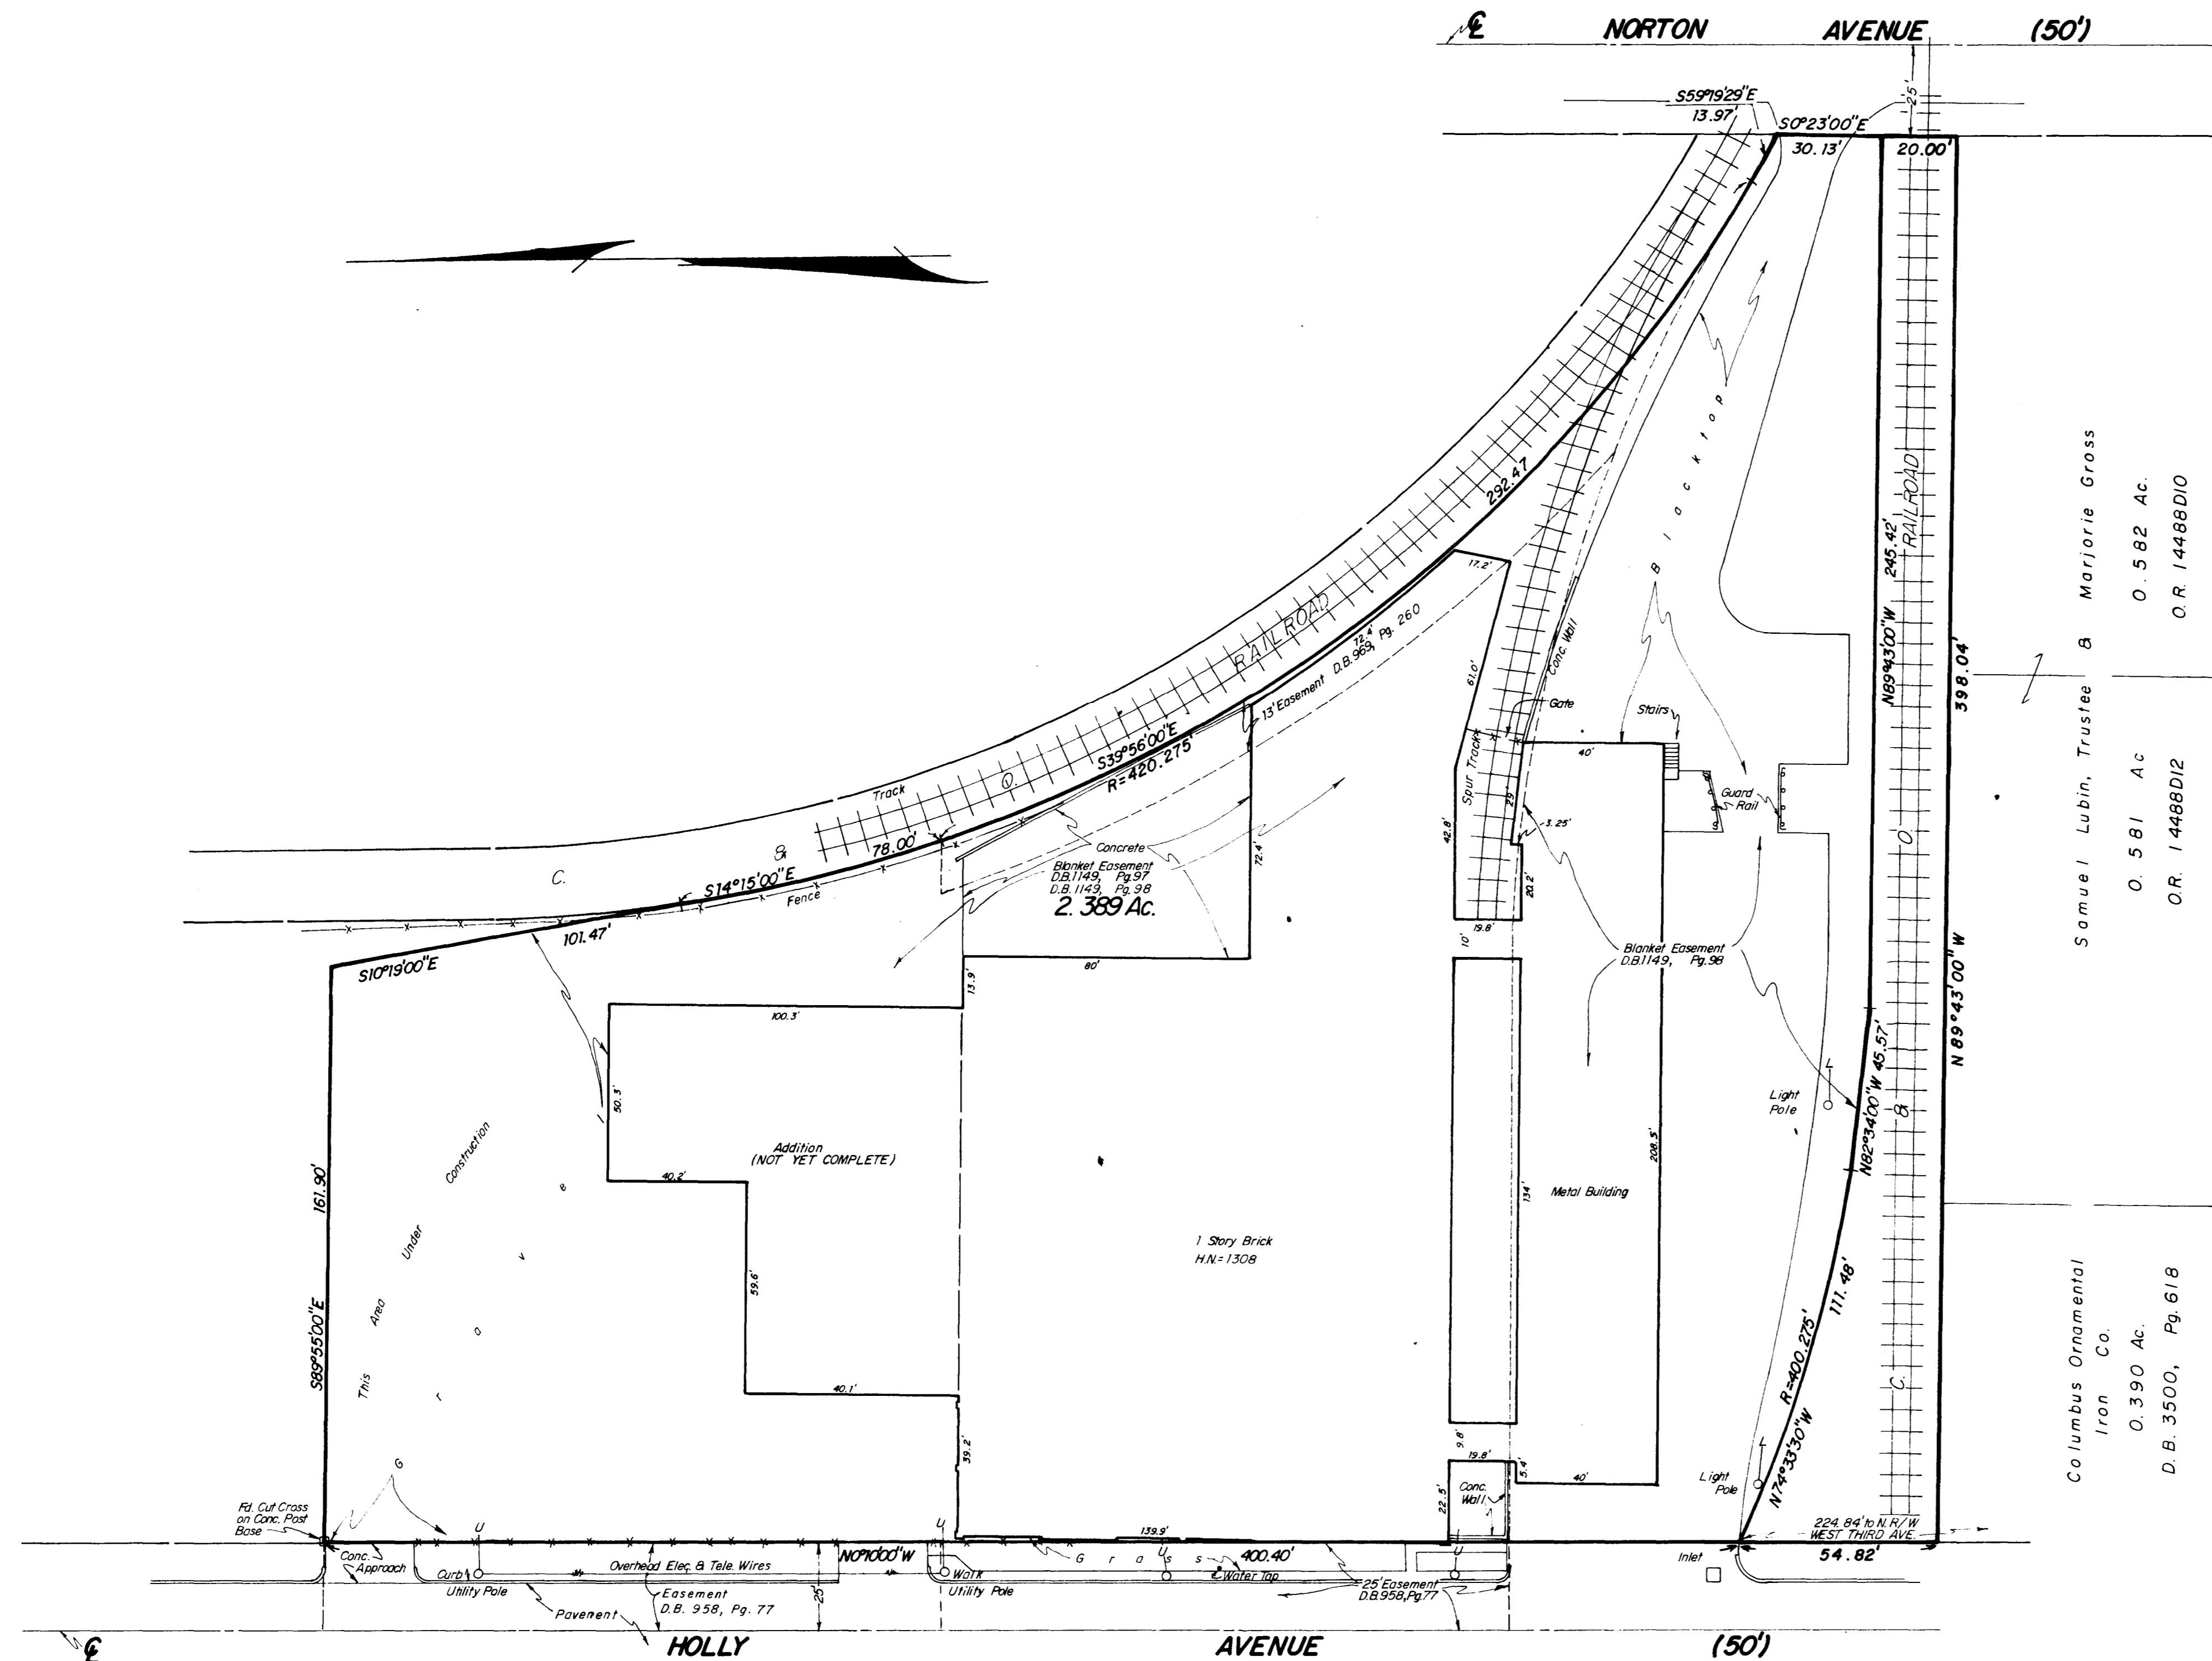 ℄ NORTON AVENUE (50')
25'
S59°19'29"E
13.97'
S0°23'00"E
30.13'
20.00'
RAILROAD
N89°43'00"W 245.42'
292.47
Blacktop
398.04'
N 89°43'00" W
Samuel Lubin, Trustee & Marjorie Gross
0.582 Ac.
O.R. 14488D10
0.581 Ac
O.R. 14488D12
Columbus Ornamental
Iron Co.
0.390 Ac.
D.B. 3500, Pg. 618
17.2'
RAILROAD
72.4'
D.B. 969, Pg. 260
13' Easement
61.0'
Conc. Wall
Gate
Stairs
40'
Spur Track
29'
3.25'
42.8'
20.2'
Guard
Rail
S39°56'00"E
R=420.275'
Track
O.
&
C.
78.00'
S14°15'00"E
Fence
Concrete
Blanket Easement
D.B.1149, Pg.97
D.B.1149, Pg.98
2.389 Ac.
72.4'
101.47'
S10°19'00"E
19.8'
10'
80'
13.9'
Blanket Easement
D.B.1149, Pg.98
O.
&
C.
100.3'
50.3'
Addition
(NOT YET COMPLETE)
40.2'
59.6'
40.1'
39.2'
1 Story Brick
H.N.= 1308
134'
Metal Building
208.5'
Light
Pole
N82°34'00"W 45.57'
111.48'
R=400.275'
N74°33'30"W
161.90'
S89°55'00"E
This Area Under Construction
Gravel
9.8'
19.8'
5.4'
40'
22.5'
Conc.
Wall
Light
Pole
224.84' to N.R/W
WEST THIRD AVE.
54.82'
Fd. Cut Cross
on Conc. Post
Base
Conc.
Approach
U
U
U
U
139.9'
N0°10'00"W
Grass
400.40'
Inlet
Curb
Overhead Elec. & Tele. Wires
Walk
Water Tap
Utility Pole
Utility Pole
Easement
D.B. 958, Pg. 77
25'
25' Easement
D.B.958,Pg.77
Pavement
℄ HOLLY AVENUE (50')